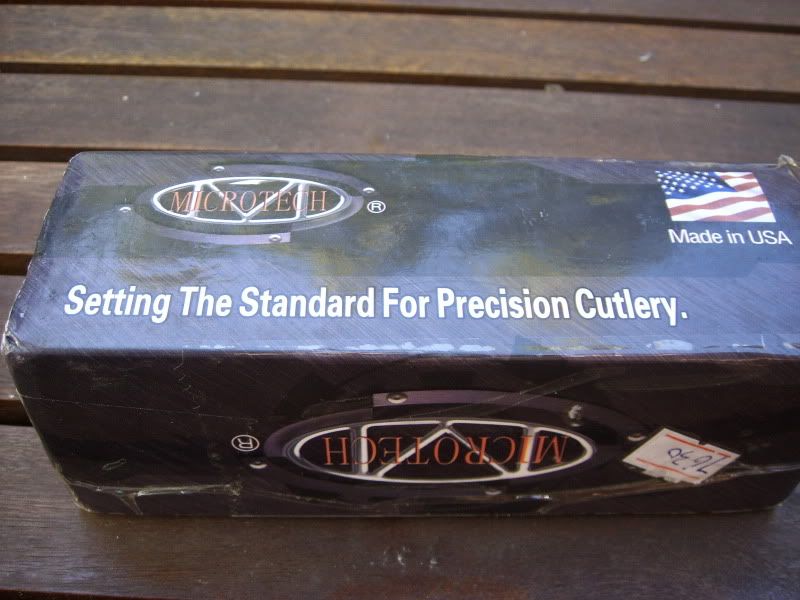 MICROTECH
®
Made in USA
Setting The Standard For Precision Cutlery.
MICROTECH
®